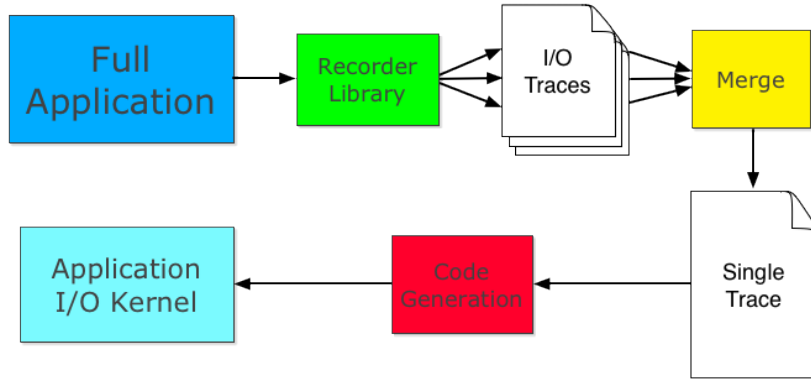 Full
Application
Recorder
Library
I/O
Traces
Merge
Single
Trace
Code
Generation
Application
I/O Kernel